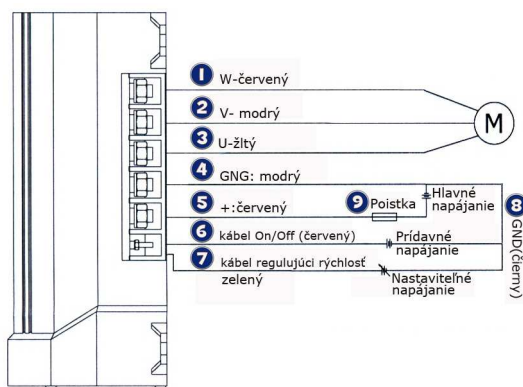 1 W-červený
2 V- modrý
3 U-žltý
M
4 GNG: modrý
5 +:červený
9 Poistka
Hlavné
napájanie
6 kábel On/Off (červený)
Prídavné
napájanie
7 kábel regulujúci rýchlosť
zelený
Nastaviteľné
napájanie
8 GND(čierny)